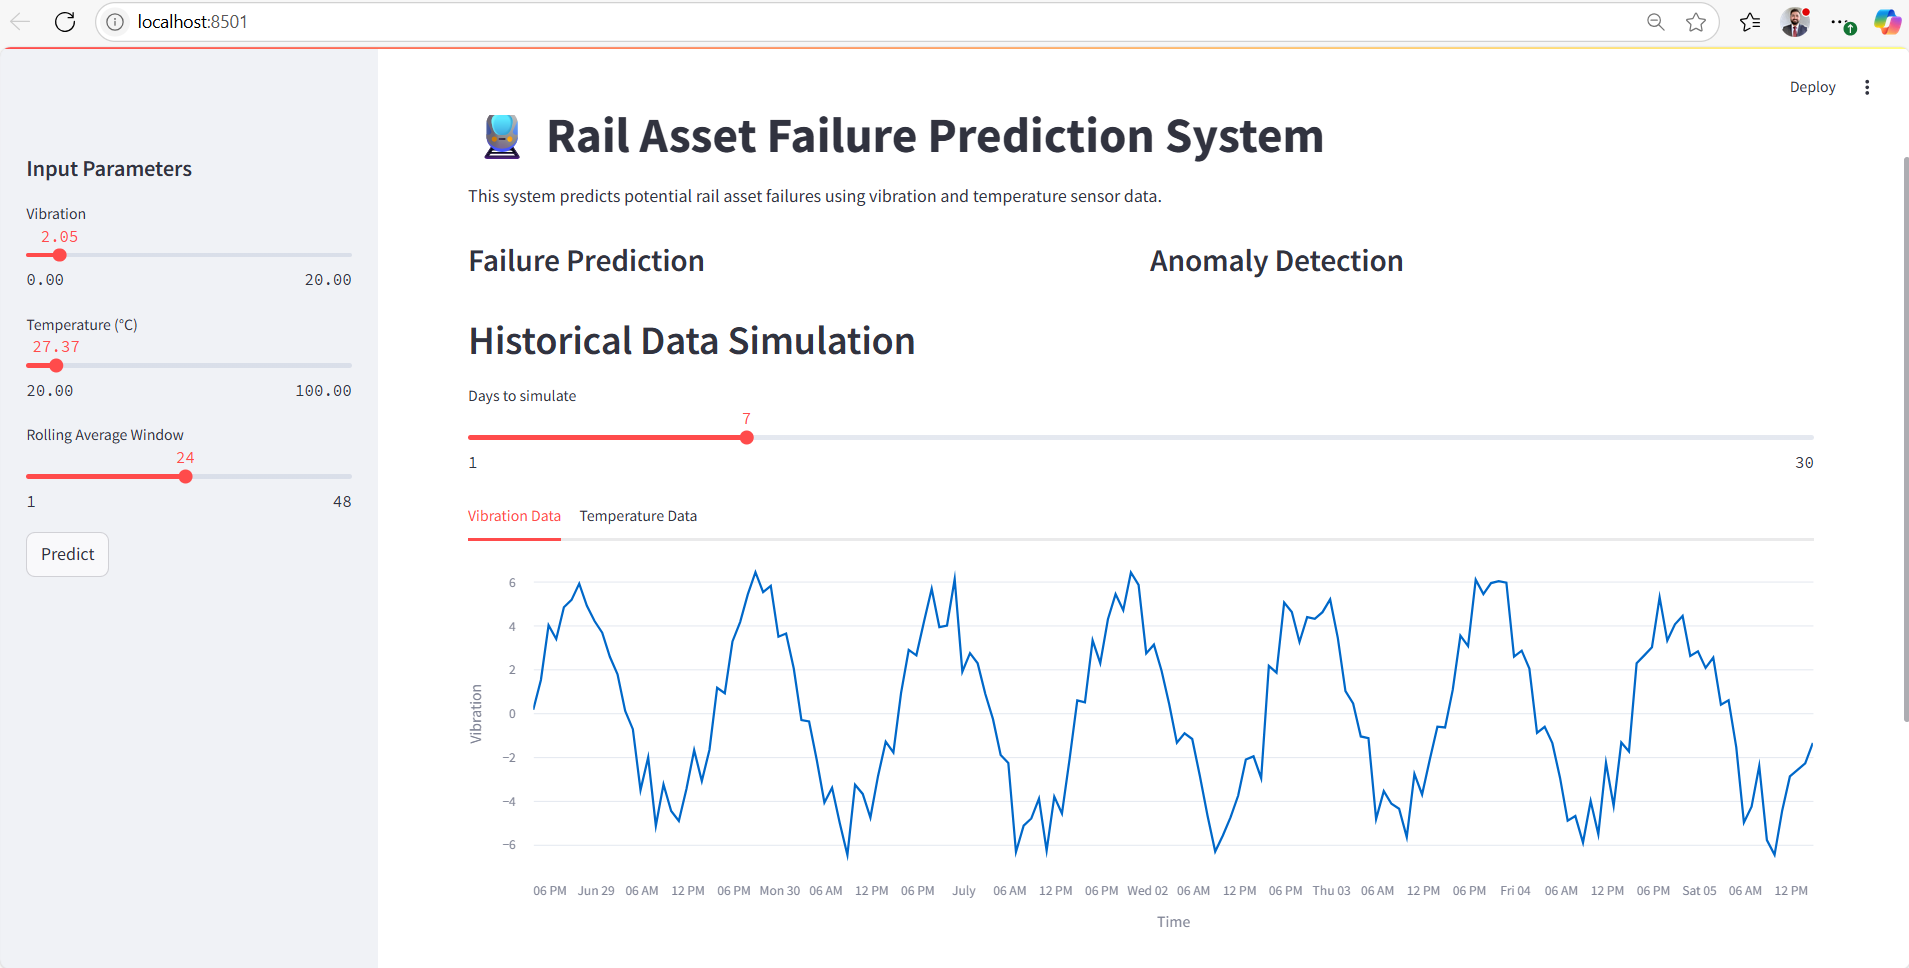 localhost:8501
Deploy
Input Parameters
Vibration
2.05
0.00 20.00
Temperature (°C)
27.37
20.00 100.00
Rolling Average Window
24
1 48
Predict
Rail Asset Failure Prediction System
This system predicts potential rail asset failures using vibration and temperature sensor data.
Failure Prediction Anomaly Detection
Historical Data Simulation
Days to simulate
7
1 30
Vibration Data Temperature Data
6
4
2
0
−2
−4
−6
Vibration
06 PM Jun 29 06 AM 12 PM 06 PM Mon 30 06 AM 12 PM 06 PM July 06 AM 12 PM 06 PM Wed 02 06 AM 12 PM 06 PM Thu 03 06 AM 12 PM 06 PM Fri 04 06 AM 12 PM 06 PM Sat 05 06 AM 12 PM
Time